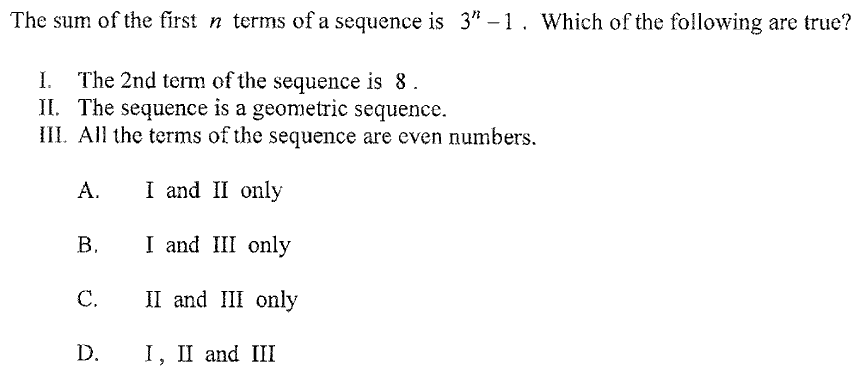 The sum of the first n terms of a sequence is 3ⁿ – 1 . Which of the following are true?
I. The 2nd term of the sequence is 8 .
II. The sequence is a geometric sequence.
III. All the terms of the sequence are even numbers.
A. I and II only
B. I and III only
C. II and III only
D. I , II and III